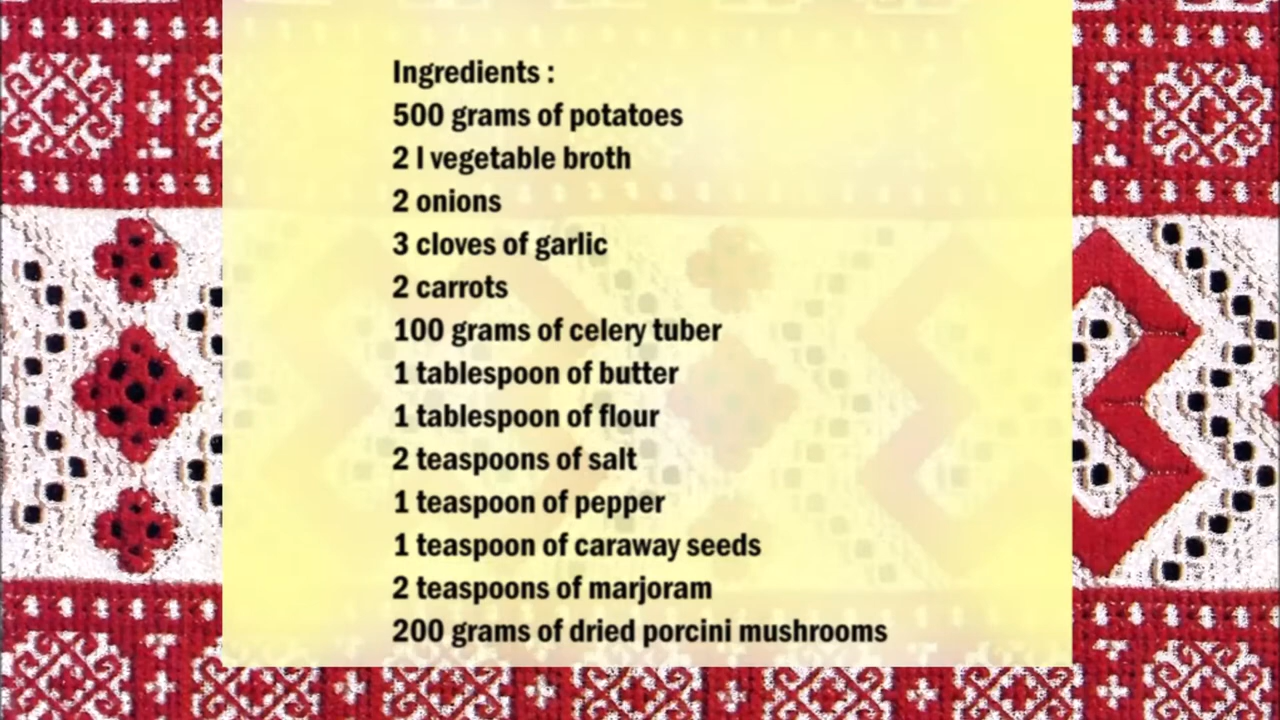 Ingredients :
500 grams of potatoes
2 l vegetable broth
2 onions
3 cloves of garlic
2 carrots
100 grams of celery tuber
1 tablespoon of butter
1 tablespoon of flour
2 teaspoons of salt
1 teaspoon of pepper
1 teaspoon of caraway seeds
2 teaspoons of marjoram
200 grams of dried porcini mushrooms